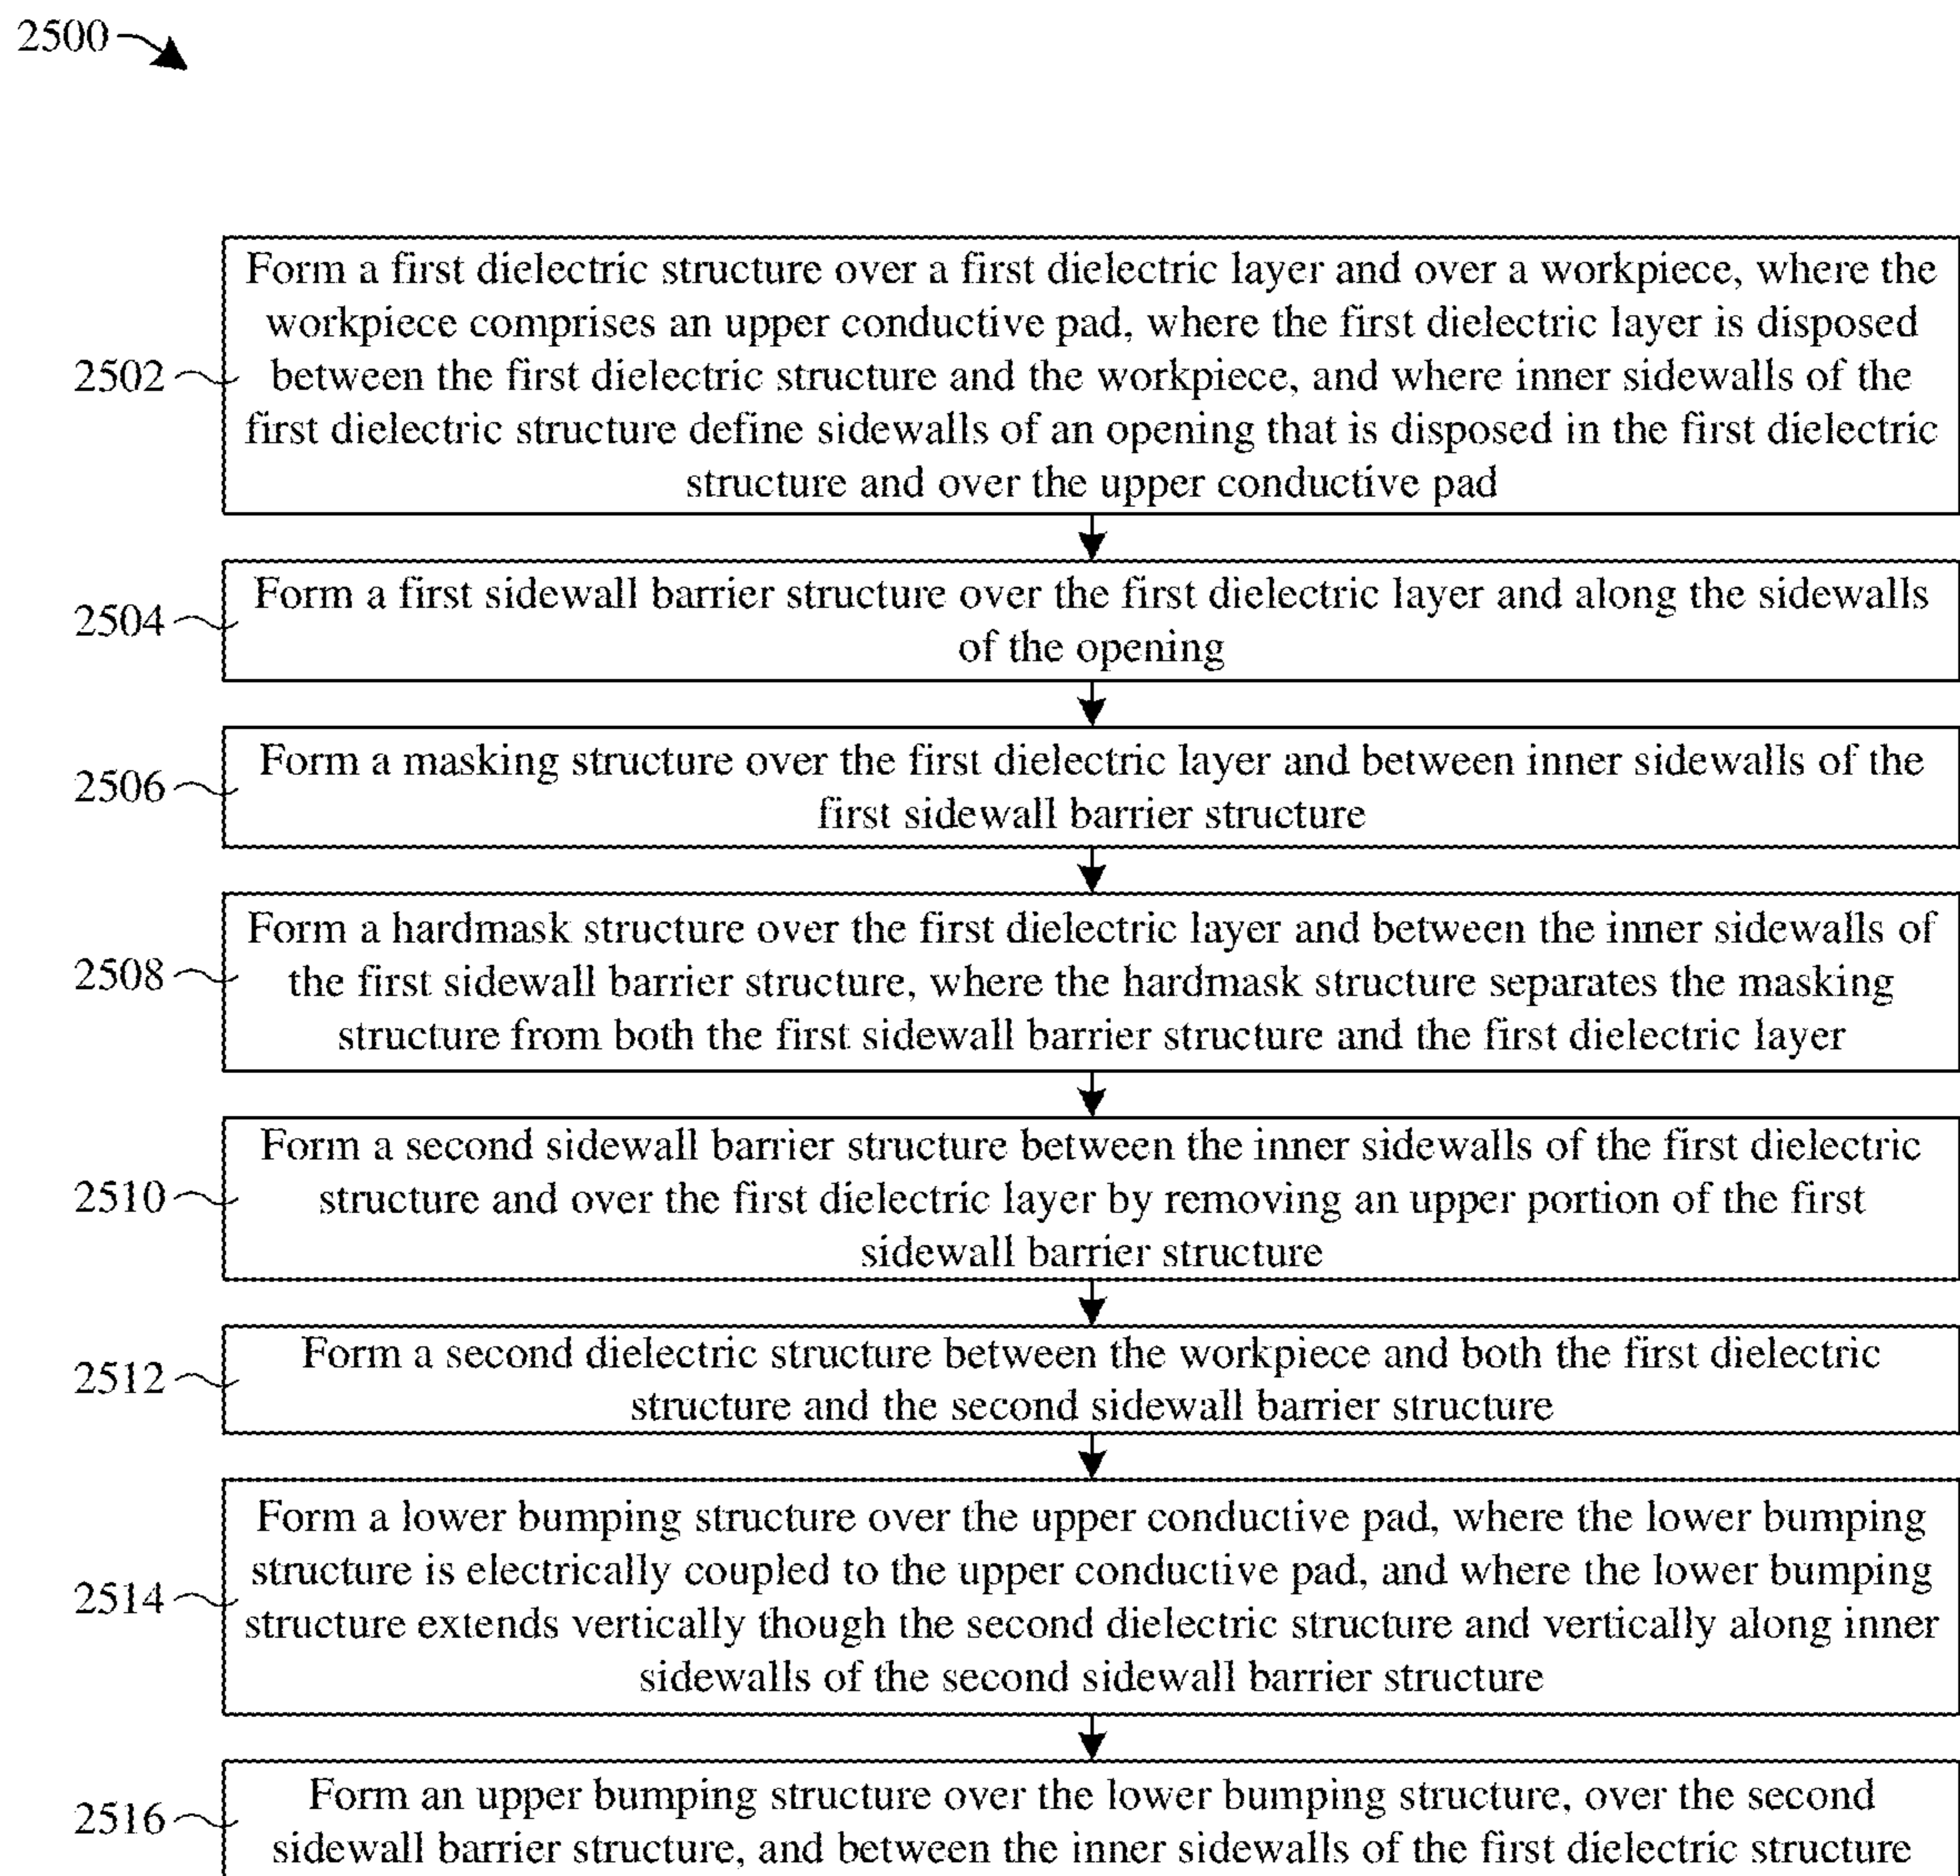 2500
Form a first dielectric structure over a first dielectric layer and over a workpiece, where the
workpiece comprises an upper conductive pad, where the first dielectric layer is disposed
2502 between the first dielectric structure and the workpiece, and where inner sidewalls of the
first dielectric structure define sidewalls of an opening that is disposed in the first dielectric
structure and over the upper conductive pad
2504
Form a first sidewall barrier structure over the first dielectric layer and along the sidewalls
of the opening
2506
Form a masking structure over the first dielectric layer and between inner sidewalls of the
first sidewall barrier structure
Form a hardmask structure over the first dielectric layer and between the inner sidewalls of
2508 the first sidewall barrier structure, where the hardmask structure separates the masking
structure from both the first sidewall barrier structure and the first dielectric layer
Form a second sidewall barrier structure between the inner sidewalls of the first dielectric
2510 structure and over the first dielectric layer by removing an upper portion of the first
sidewall barrier structure
2512
Form a second dielectric structure between the workpiece and both the first dielectric
structure and the second sidewall barrier structure
2514
Form a lower bumping structure over the upper conductive pad, where the lower bumping
structure is electrically coupled to the upper conductive pad, and where the lower bumping
structure extends vertically though the second dielectric structure and vertically along inner
sidewalls of the second sidewall barrier structure
2516
Form an upper bumping structure over the lower bumping structure, over the second
sidewall barrier structure, and between the inner sidewalls of the first dielectric structure